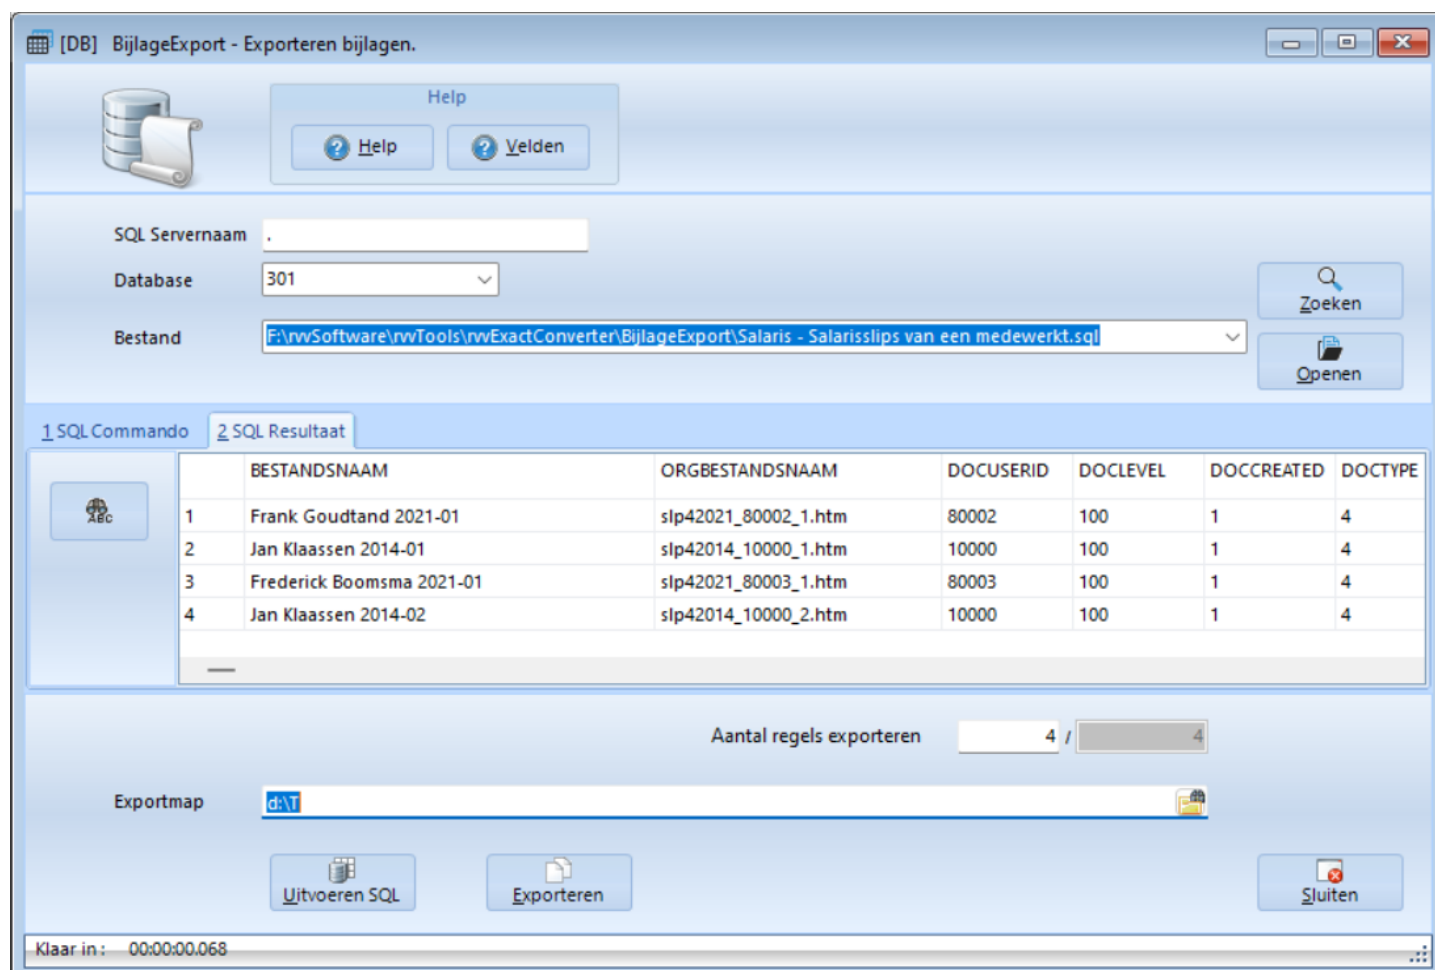 [DB] BijlageExport - Exporteren bijlagen.
Help
Help Velden
SQL Servernaam .
Database 301
Zoeken
Bestand F:\rvvSoftware\rvvTools\rvvExactConverter\BijlageExport\Salaris - Salarisslips van een medewerkt.sql
Openen
1 SQL Commando 2 SQL Resultaat
BESTANDSNAAM ORGBESTANDSNAAM DOCUSERID DOCLEVEL DOCCREATED DOCTYPE
ABC
1 Frank Goudtand 2021-01 slp42021_80002_1.htm 80002 100 1 4
2 Jan Klaassen 2014-01 slp42014_10000_1.htm 10000 100 1 4
3 Frederick Boomsma 2021-01 slp42021_80003_1.htm 80003 100 1 4
4 Jan Klaassen 2014-02 slp42014_10000_2.htm 10000 100 1 4
Aantal regels exporteren 4 / 4
Exportmap d:\T
Uitvoeren SQL Exporteren Sluiten
Klaar in : 00:00:00.068